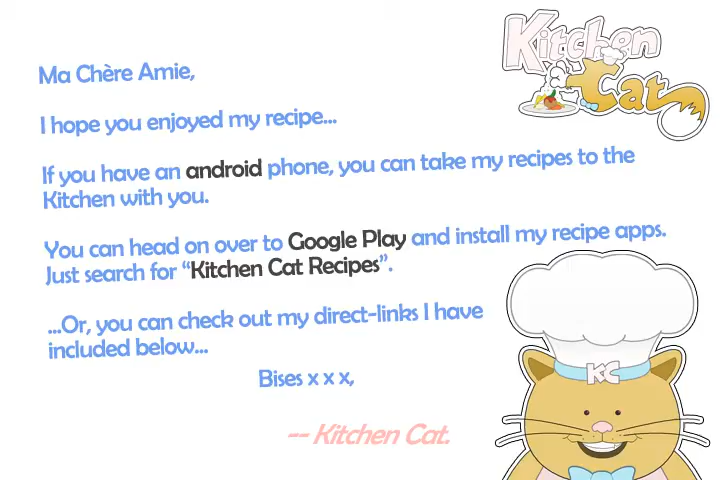 Kitchen
Cat
Ma Chère Amie,
I hope you enjoyed my recipe...
If you have an android phone, you can take my recipes to the
Kitchen with you.
You can head on over to Google Play and install my recipe apps.
Just search for “Kitchen Cat Recipes”.
...Or, you can check out my direct-links I have
included below...
Bises x x x,
-- Kitchen Cat.
KC